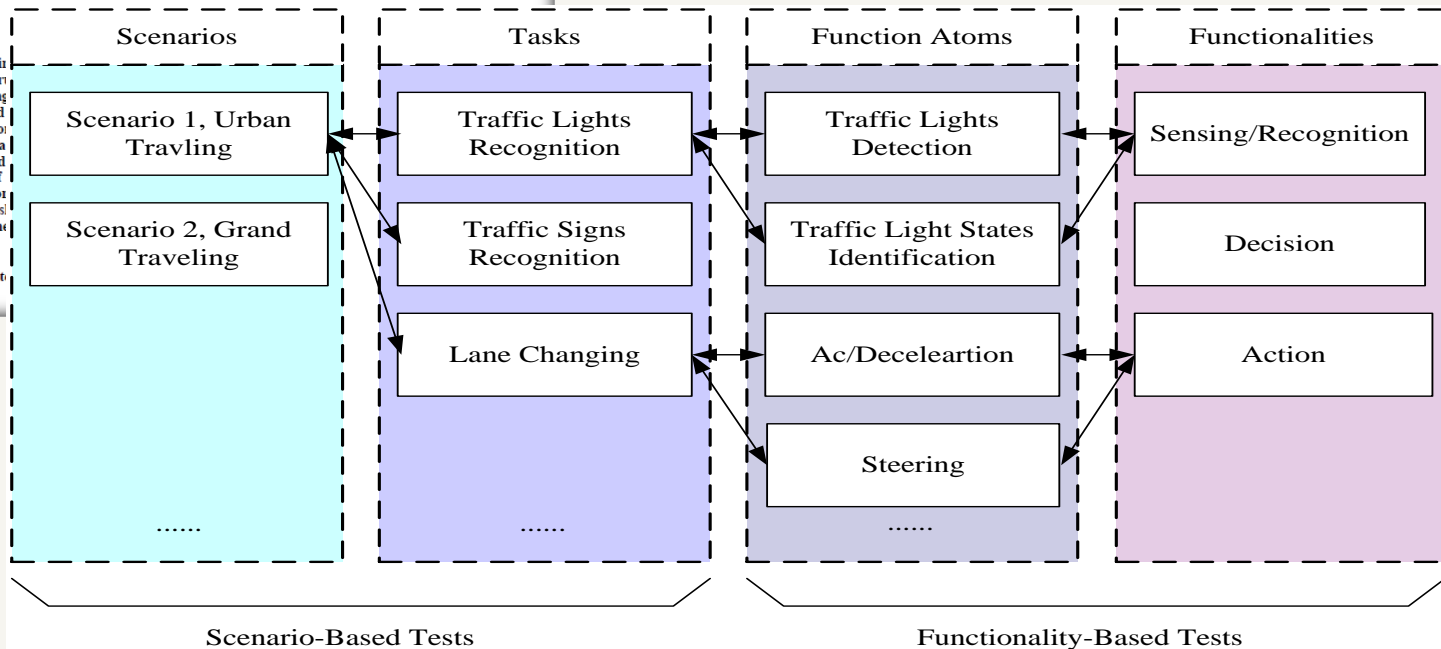 Scenarios
Tasks
Function Atoms
Functionalities
Scenario 1, Urban
Travling
Traffic Lights
Recognition
Traffic Lights
Detection
Sensing/Recognition
Scenario 2, Grand
Traveling
Traffic Signs
Recognition
Traffic Light States
Identification
Decision
Lane Changing
Ac/Deceleartion
Action
Steering
......
......
......
Scenario-Based Tests
Functionality-Based Tests